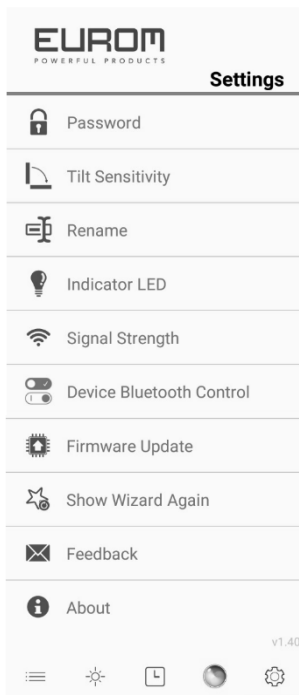 EUROM
POWERFUL PRODUCTS
Settings
Password
Tilt Sensitivity
Rename
Indicator LED
Signal Strength
Device Bluetooth Control
Firmware Update
Show Wizard Again
Feedback
About
v1.40